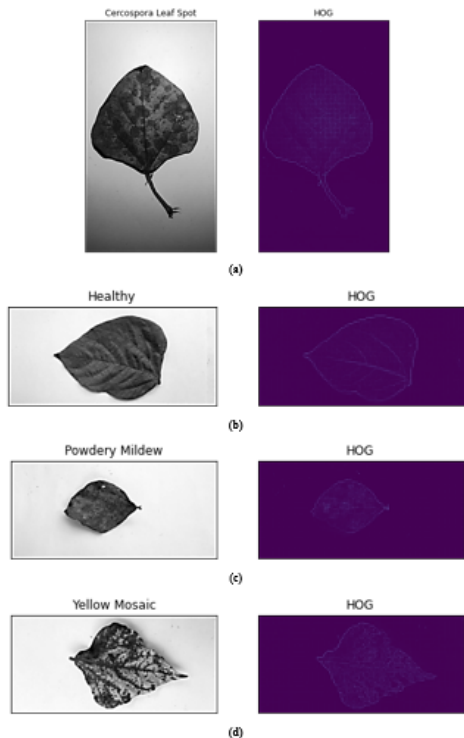 Cercospora Leaf Spot HOG
(a)
Healthy HOG
(b)
Powdery Mildew HOG
(c)
Yellow Mosaic HOG
(d)